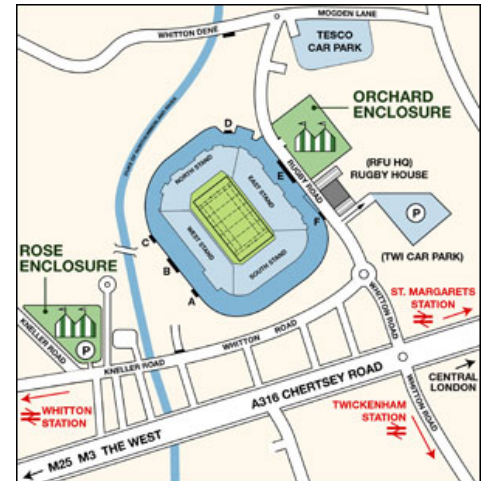 MOGDEN LANE
WHITTON DENE
TESCO
CAR PARK
ORCHARD
ENCLOSURE
D
NORTH STAND
EAST STAND
E
RUGBY ROAD
(RFU HQ)
RUGBY HOUSE
F
P
(TWI CAR PARK)
WEST STAND
SOUTH STAND
C
B
A
ROSE
ENCLOSURE
KNELLER ROAD
P
ST. MARGARETS
STATION
WHITTON ROAD
WHITTON ROAD
KNELLER ROAD
CENTRAL
LONDON
A316 CHERTSEY ROAD
WHITTON
STATION
TWICKENHAM
STATION
WHITTON ROAD
M25 M3 THE WEST